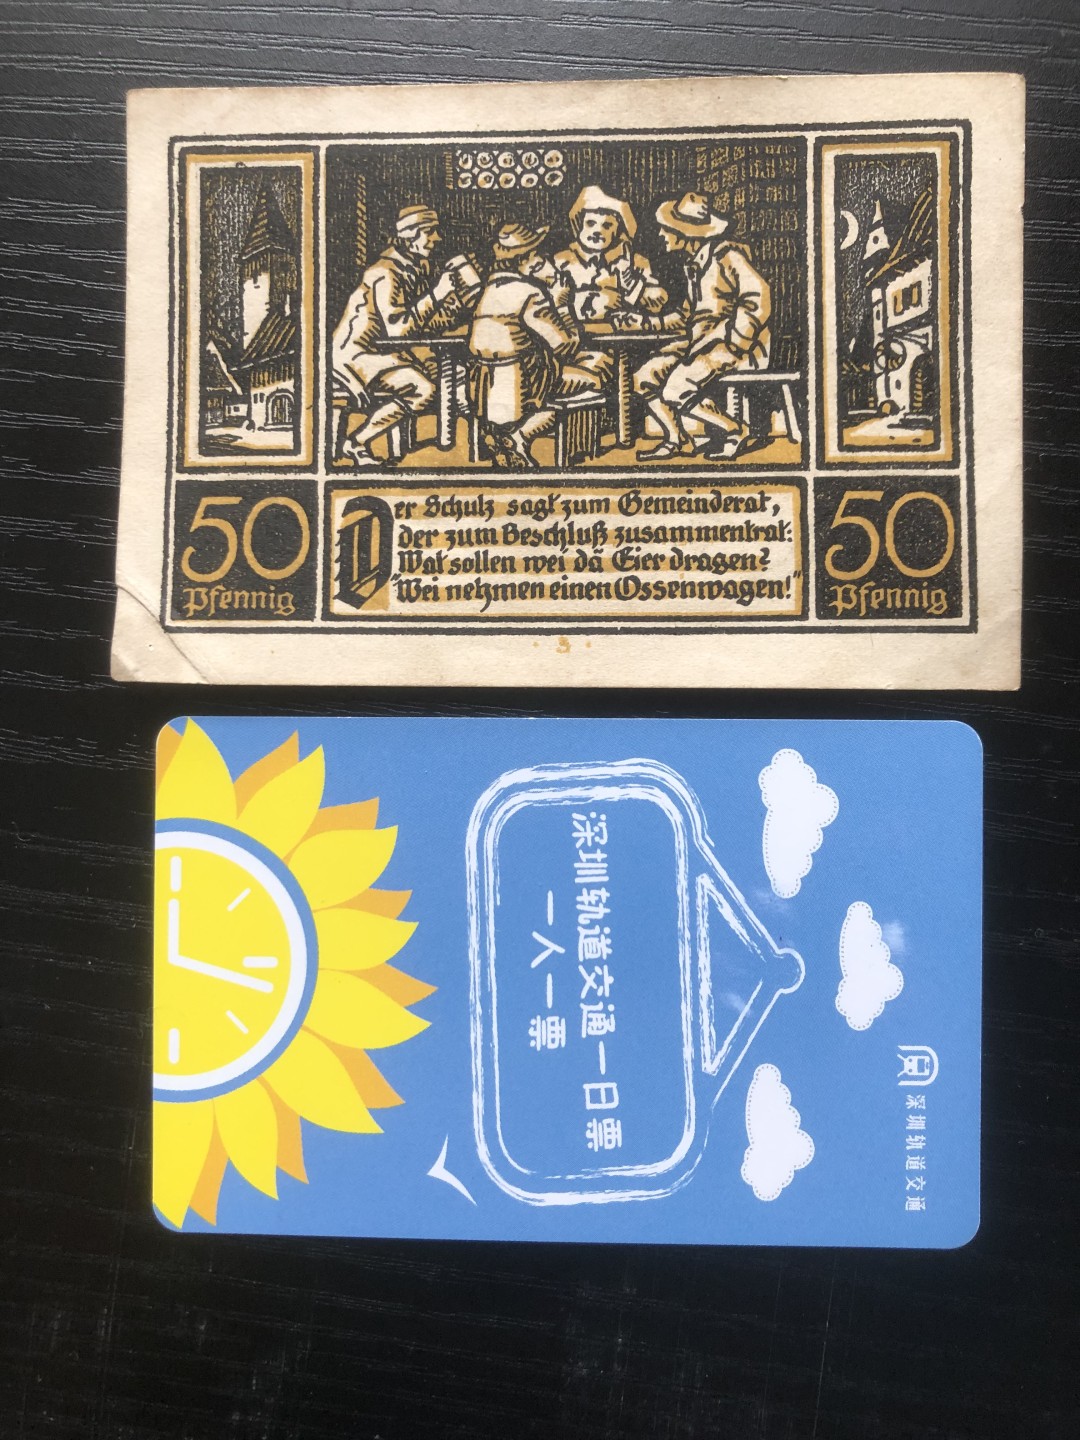 50
Pfennig
Der Schulz sagt zum Gemeinderat,
der zum Beschluß zusammentrat:
Wat sollen wei dä Eier dragen?
"Wei nehmen einen Ossenwagen!"
50
Pfennig
· 3 ·
深圳轨道交通
深圳轨道交通一日票
一人一票